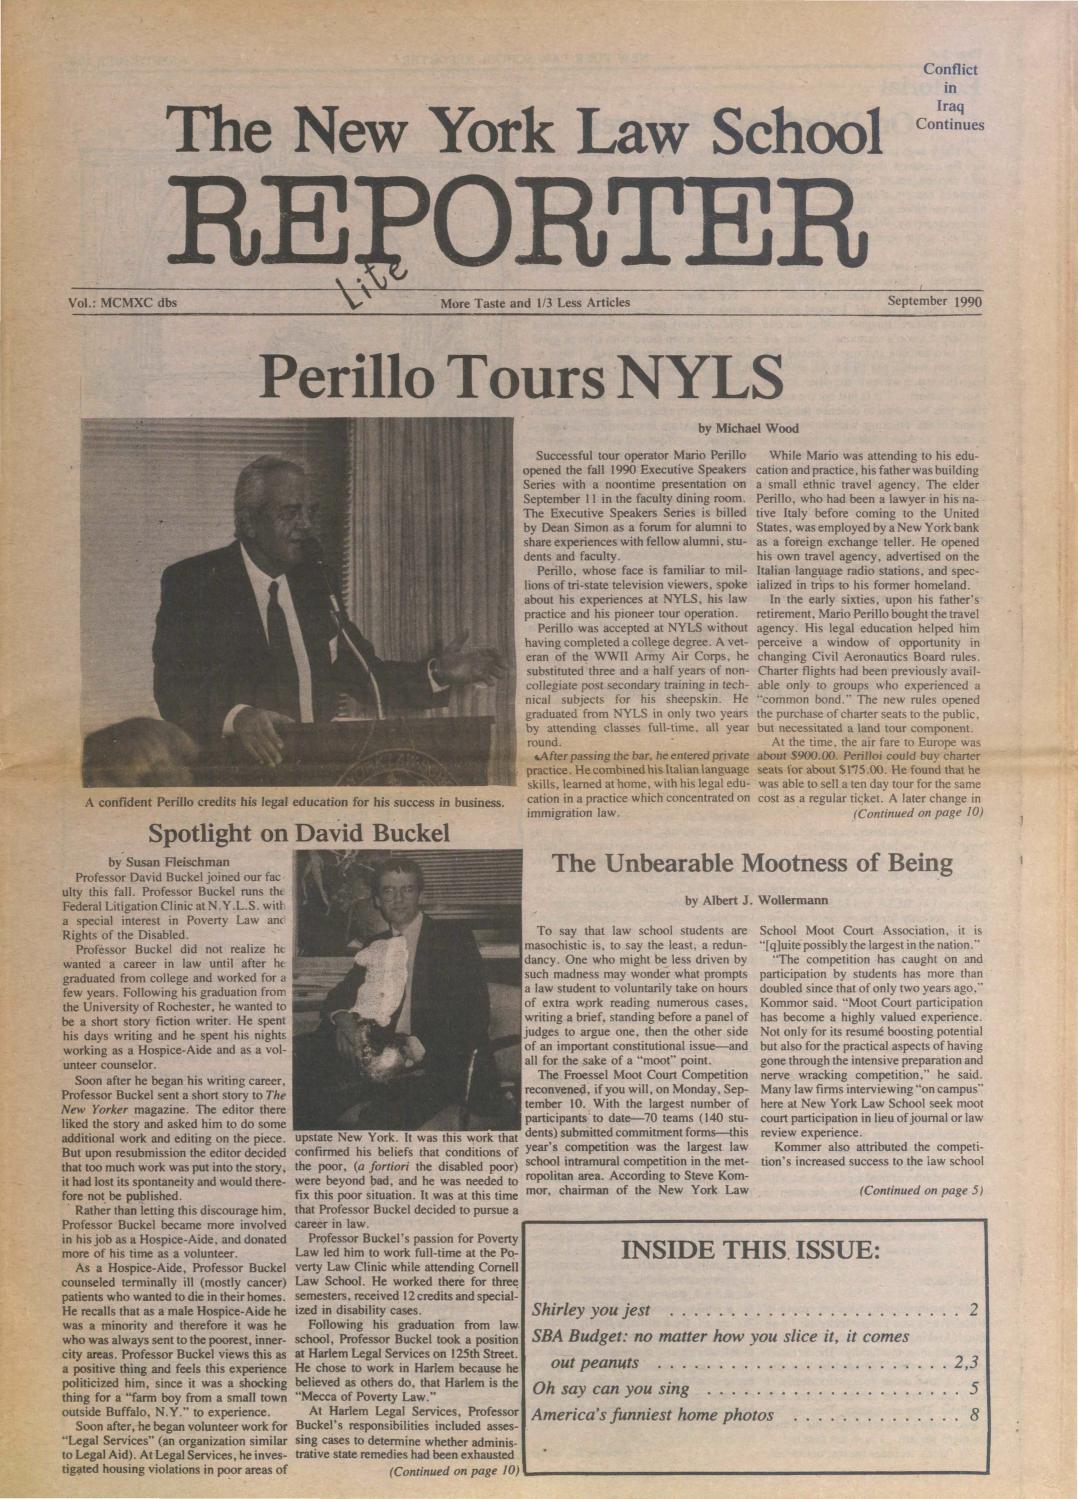 Conflict
in
Iraq
Continues
The New York Law School
REPORTER
Lite
Vol.: MCMXC dbs
More Taste and 1/3 Less Articles
September 1990
Perillo Tours NYLS
by Michael Wood
Successful tour operator Mario Perillo
opened the fall 1990 Executive Speakers
Series with a noontime presentation on
September 11 in the faculty dining room.
The Executive Speakers Series is billed
by Dean Simon as a forum for alumni to
share experiences with fellow alumni, stu-
dents and faculty.
Perillo, whose face is familiar to mil-
lions of tri-state television viewers, spoke
about his experiences at NYLS, his law
practice and his pioneer tour operation.
Perillo was accepted at NYLS without
having completed a college degree. A vet-
eran of the WWII Army Air Corps, he
substituted three and a half years of non-
collegiate post secondary training in tech-
nical subjects for his sheepskin. He
graduated from NYLS in only two years
by attending classes full-time, all year
round.
After passing the bar, he entered private
practice. He combined his Italian language
skills, learned at home, with his legal edu-
cation in a practice which concentrated on
immigration law.
While Mario was attending to his edu-
cation and practice, his father was building
a small ethnic travel agency. The elder
Perillo, who had been a lawyer in his na-
tive Italy before coming to the United
States, was employed by a New York bank
as a foreign exchange teller. He opened
his own travel agency, advertised on the
Italian language radio stations, and spec-
ialized in trips to his former homeland.
In the early sixties, upon his father's
retirement, Mario Perillo bought the travel
agency. His legal education helped him
perceive a window of opportunity in
changing Civil Aeronautics Board rules.
Charter flights had been previously avail-
able only to groups who experienced a
"common bond." The new rules opened
the purchase of charter seats to the public,
but necessitated a land tour component.
At the time, the air fare to Europe was
about $900.00. Perilloi could buy charter
seats for about $175.00. He found that he
was able to sell a ten day tour for the same
cost as a regular ticket. A later change in
(Continued on page 10)
A confident Perillo credits his legal education for his success in business.
Spotlight on David Buckel
by Susan Fleischman
Professor David Buckel joined our fac
ulty this fall. Professor Buckel runs the
Federal Litigation Clinic at N.Y.L.S. with
a special interest in Poverty Law and
Rights of the Disabled.
Professor Buckel did not realize he
wanted a career in law until after he
graduated from college and worked for a
few years. Following his graduation from
the University of Rochester, he wanted to
be a short story fiction writer. He spent
his days writing and he spent his nights
working as a Hospice-Aide and as a vol-
unteer counselor.
Soon after he began his writing career,
Professor Buckel sent a short story to The
New Yorker magazine. The editor there
liked the story and asked him to do some
additional work and editing on the piece.
But upon resubmission the editor decided
that too much work was put into the story,
it had lost its spontaneity and would there-
fore not be published.
Rather than letting this discourage him,
Professor Buckel became more involved
in his job as a Hospice-Aide, and donated
more of his time as a volunteer.
As a Hospice-Aide, Professor Buckel
counseled terminally ill (mostly cancer)
patients who wanted to die in their homes.
He recalls that as a male Hospice-Aide he
was a minority and therefore it was he
who was always sent to the poorest, inner-
city areas. Professor Buckel views this as
a positive thing and feels this experience
politicized him, since it was a shocking
thing for a "farm boy from a small town
outside Buffalo, N.Y." to experience.
Soon after, he began volunteer work for
"Legal Services" (an organization similar
to Legal Aid). At Legal Services, he inves-
tigated housing violations in poor areas of
upstate New York. It was this work that
confirmed his beliefs that conditions of
the poor, (a fortiori the disabled poor)
were beyond bad, and he was needed to
fix this poor situation. It was at this time
that Professor Buckel decided to pursue a
career in law.
Professor Buckel's passion for Poverty
Law led him to work full-time at the Po-
verty Law Clinic while attending Cornell
Law School. He worked there for three
semesters, received 12 credits and special-
ized in disability cases.
Following his graduation from law
school, Professor Buckel took a position
at Harlem Legal Services on 125th Street.
He chose to work in Harlem because he
believed as others do, that Harlem is the
"Mecca of Poverty Law."
At Harlem Legal Services, Professor
Buckel's responsibilities included asses-
sing cases to determine whether adminis-
trative state remedies had been exhausted
(Continued on page 10)
The Unbearable Mootness of Being
by Albert J. Wollermann
To say that law school students are
masochistic is, to say the least, a redun-
dancy. One who might be less driven by
such madness may wonder what prompts
a law student to voluntarily take on hours
of extra work reading numerous cases,
writing a brief, standing before a panel of
judges to argue one, then the other side
of an important constitutional issue—and
all for the sake of a "moot" point.
The Froessel Moot Court Competition
reconvened, if you will, on Monday, Sep-
tember 10. With the largest number of
participants to date—70 teams (140 stu-
dents) submitted commitment forms—this
year's competition was the largest law
school intramural competition in the met-
ropolitan area. According to Steve Kom-
mor, chairman of the New York Law
School Moot Court Association, it is
"[q]uite possibly the largest in the nation."
"The competition has caught on and
participation by students has more than
doubled since that of only two years ago,"
Kommor said. "Moot Court participation
has become a highly valued experience.
Not only for its resumé boosting potential
but also for the practical aspects of having
gone through the intensive preparation and
nerve wracking competition," he said.
Many law firms interviewing "on campus"
here at New York Law School seek moot
court participation in lieu of journal or law
review experience.
Kommer also attributed the competi-
tion's increased success to the law school
(Continued on page 5)
INSIDE THIS ISSUE:
Shirley you jest . . . . . . . . . . . . . . . . . . . . . . . . . 2
SBA Budget: no matter how you slice it, it comes
out peanuts . . . . . . . . . . . . . . . . . . . . . . . . 2,3
Oh say can you sing . . . . . . . . . . . . . . . . . . . . . . 5
America's funniest home photos . . . . . . . . . . . . . 8